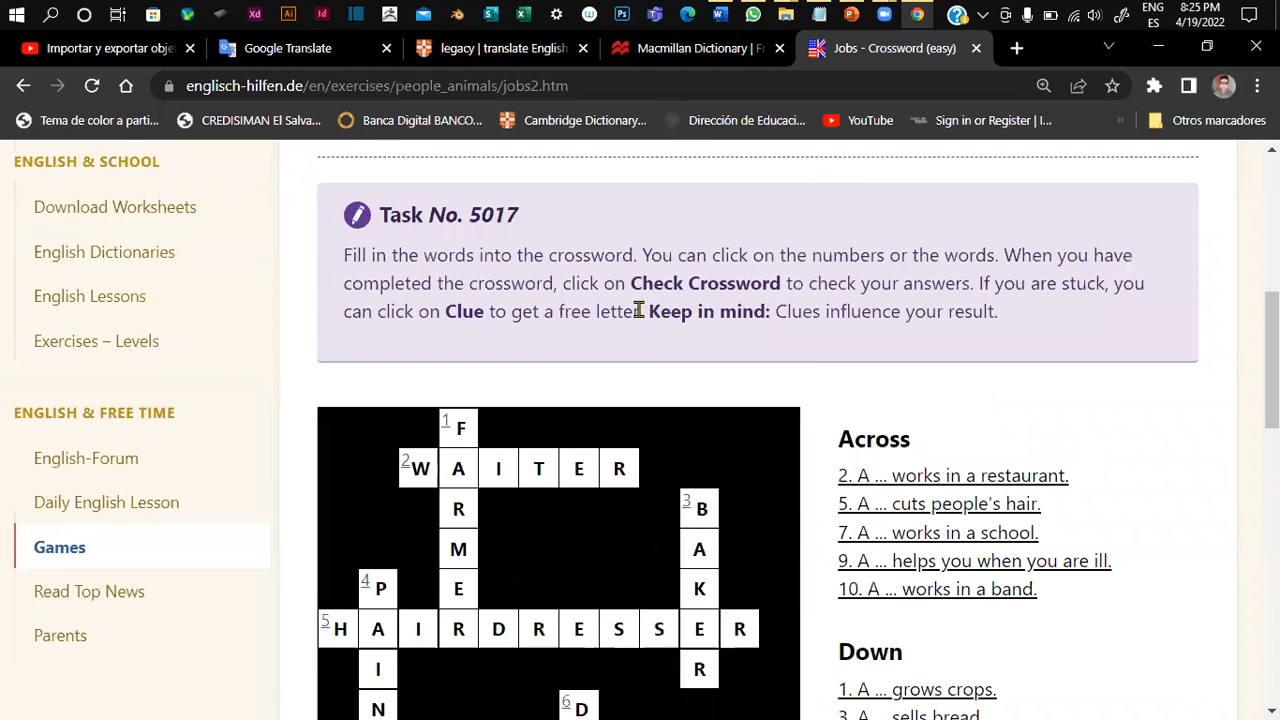 ENG
ES
8:25 PM
4/19/2022
Importar y exportar obje
Google Translate
legacy | translate English
Macmillan Dictionary | Fr
Jobs - Crossword (easy)
englisch-hilfen.de/en/exercises/people_animals/jobs2.htm
Tema de color a parti...
CREDISIMAN El Salva...
Banca Digital BANCO...
Cambridge Dictionary...
Dirección de Educaci...
YouTube
Sign in or Register | I...
Otros marcadores
ENGLISH & SCHOOL
Download Worksheets
English Dictionaries
English Lessons
Exercises – Levels
ENGLISH & FREE TIME
English-Forum
Daily English Lesson
Games
Read Top News
Parents
Task No. 5017
Fill in the words into the crossword. You can click on the numbers or the words. When you have
completed the crossword, click on Check Crossword to check your answers. If you are stuck, you
can click on Clue to get a free letter. Keep in mind: Clues influence your result.
1 F
2 W A I T E R
R 3 B
M A
4 P E K
5 H A I R D R E S S E R
I R
N 6 D
Across
2. A ... works in a restaurant.
5. A ... cuts people's hair.
7. A ... works in a school.
9. A ... helps you when you are ill.
10. A ... works in a band.
Down
1. A ... grows crops.
3. A ... sells bread.